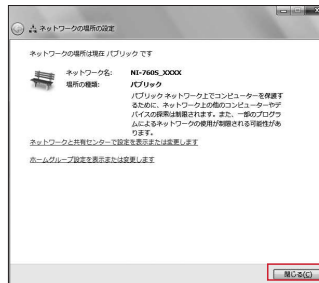 ネットワークの場所の設定
ネットワークの場所は現在 パブリック です
ネットワーク名: NI-760S_XXXX
場所の種類: パブリック
パブリック ネットワーク上でコンピューターを保護す
るために、ネットワーク上の他のコンピューターやデ
バイスの探索は制限されます。また、一部のプログラ
ムによるネットワークの使用が制限される可能性があ
ります。
ネットワークと共有センターで設定を表示または変更します
ホームグループ設定を表示または変更します
閉じる(C)